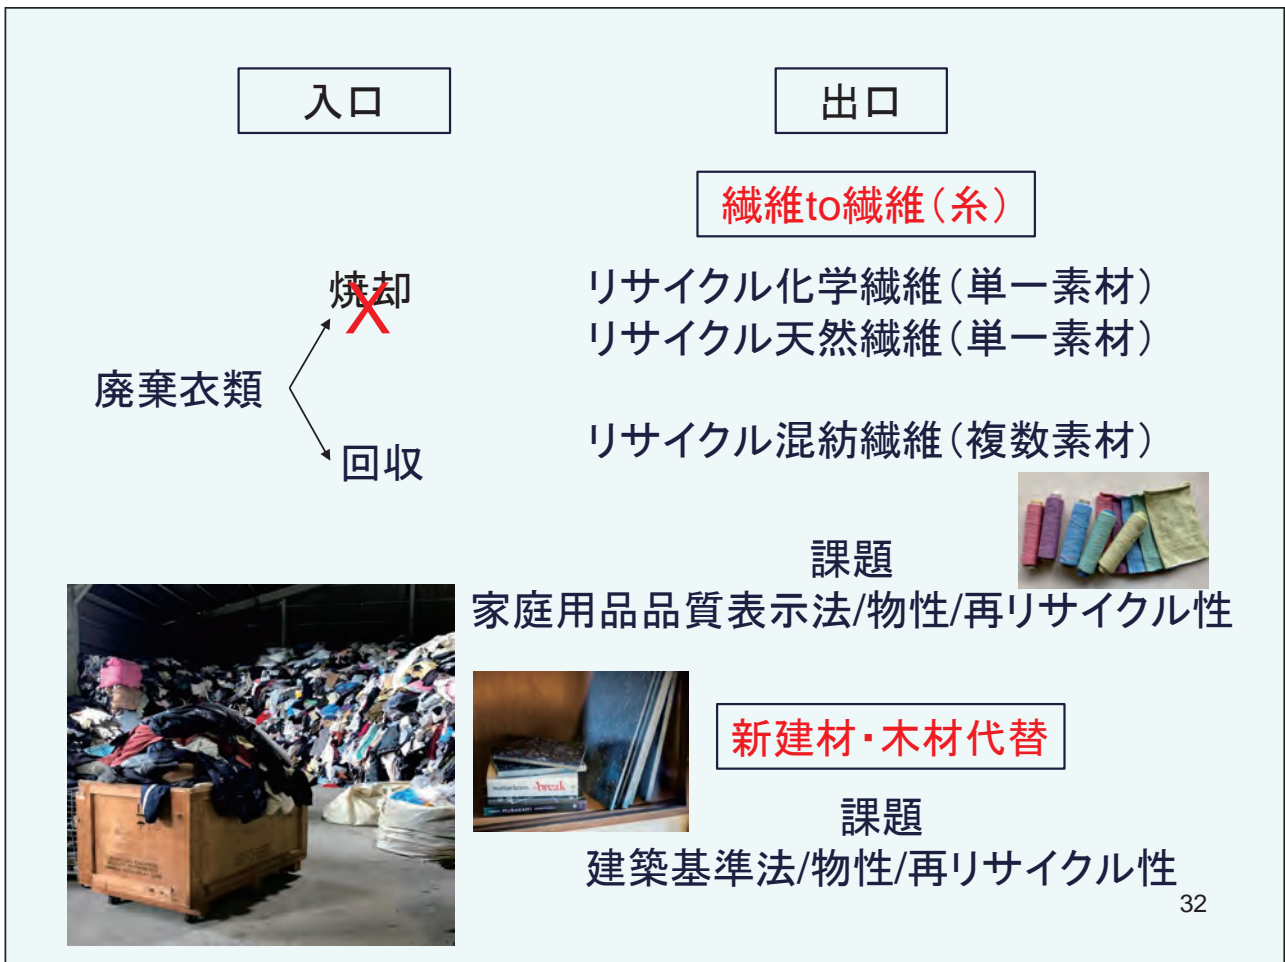 入口
出口
繊維to繊維(糸)
焼却
X
廃棄衣類
回収
リサイクル化学繊維(単一素材)
リサイクル天然繊維(単一素材)
リサイクル混紡繊維(複数素材)
課題
家庭用品品質表示法/物性/再リサイクル性
break
新建材・木材代替
課題
建築基準法/物性/再リサイクル性
32